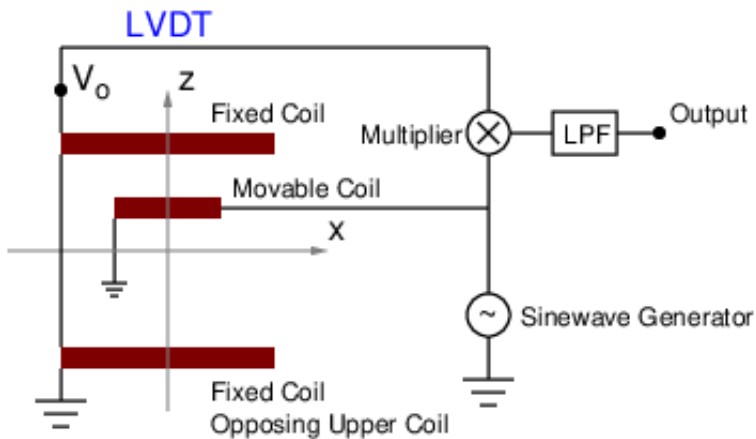 LVDT
Vo
z
Fixed Coil
Multiplier
LPF
Output
Movable Coil
x
~
Sinewave Generator
Fixed Coil
Opposing Upper Coil